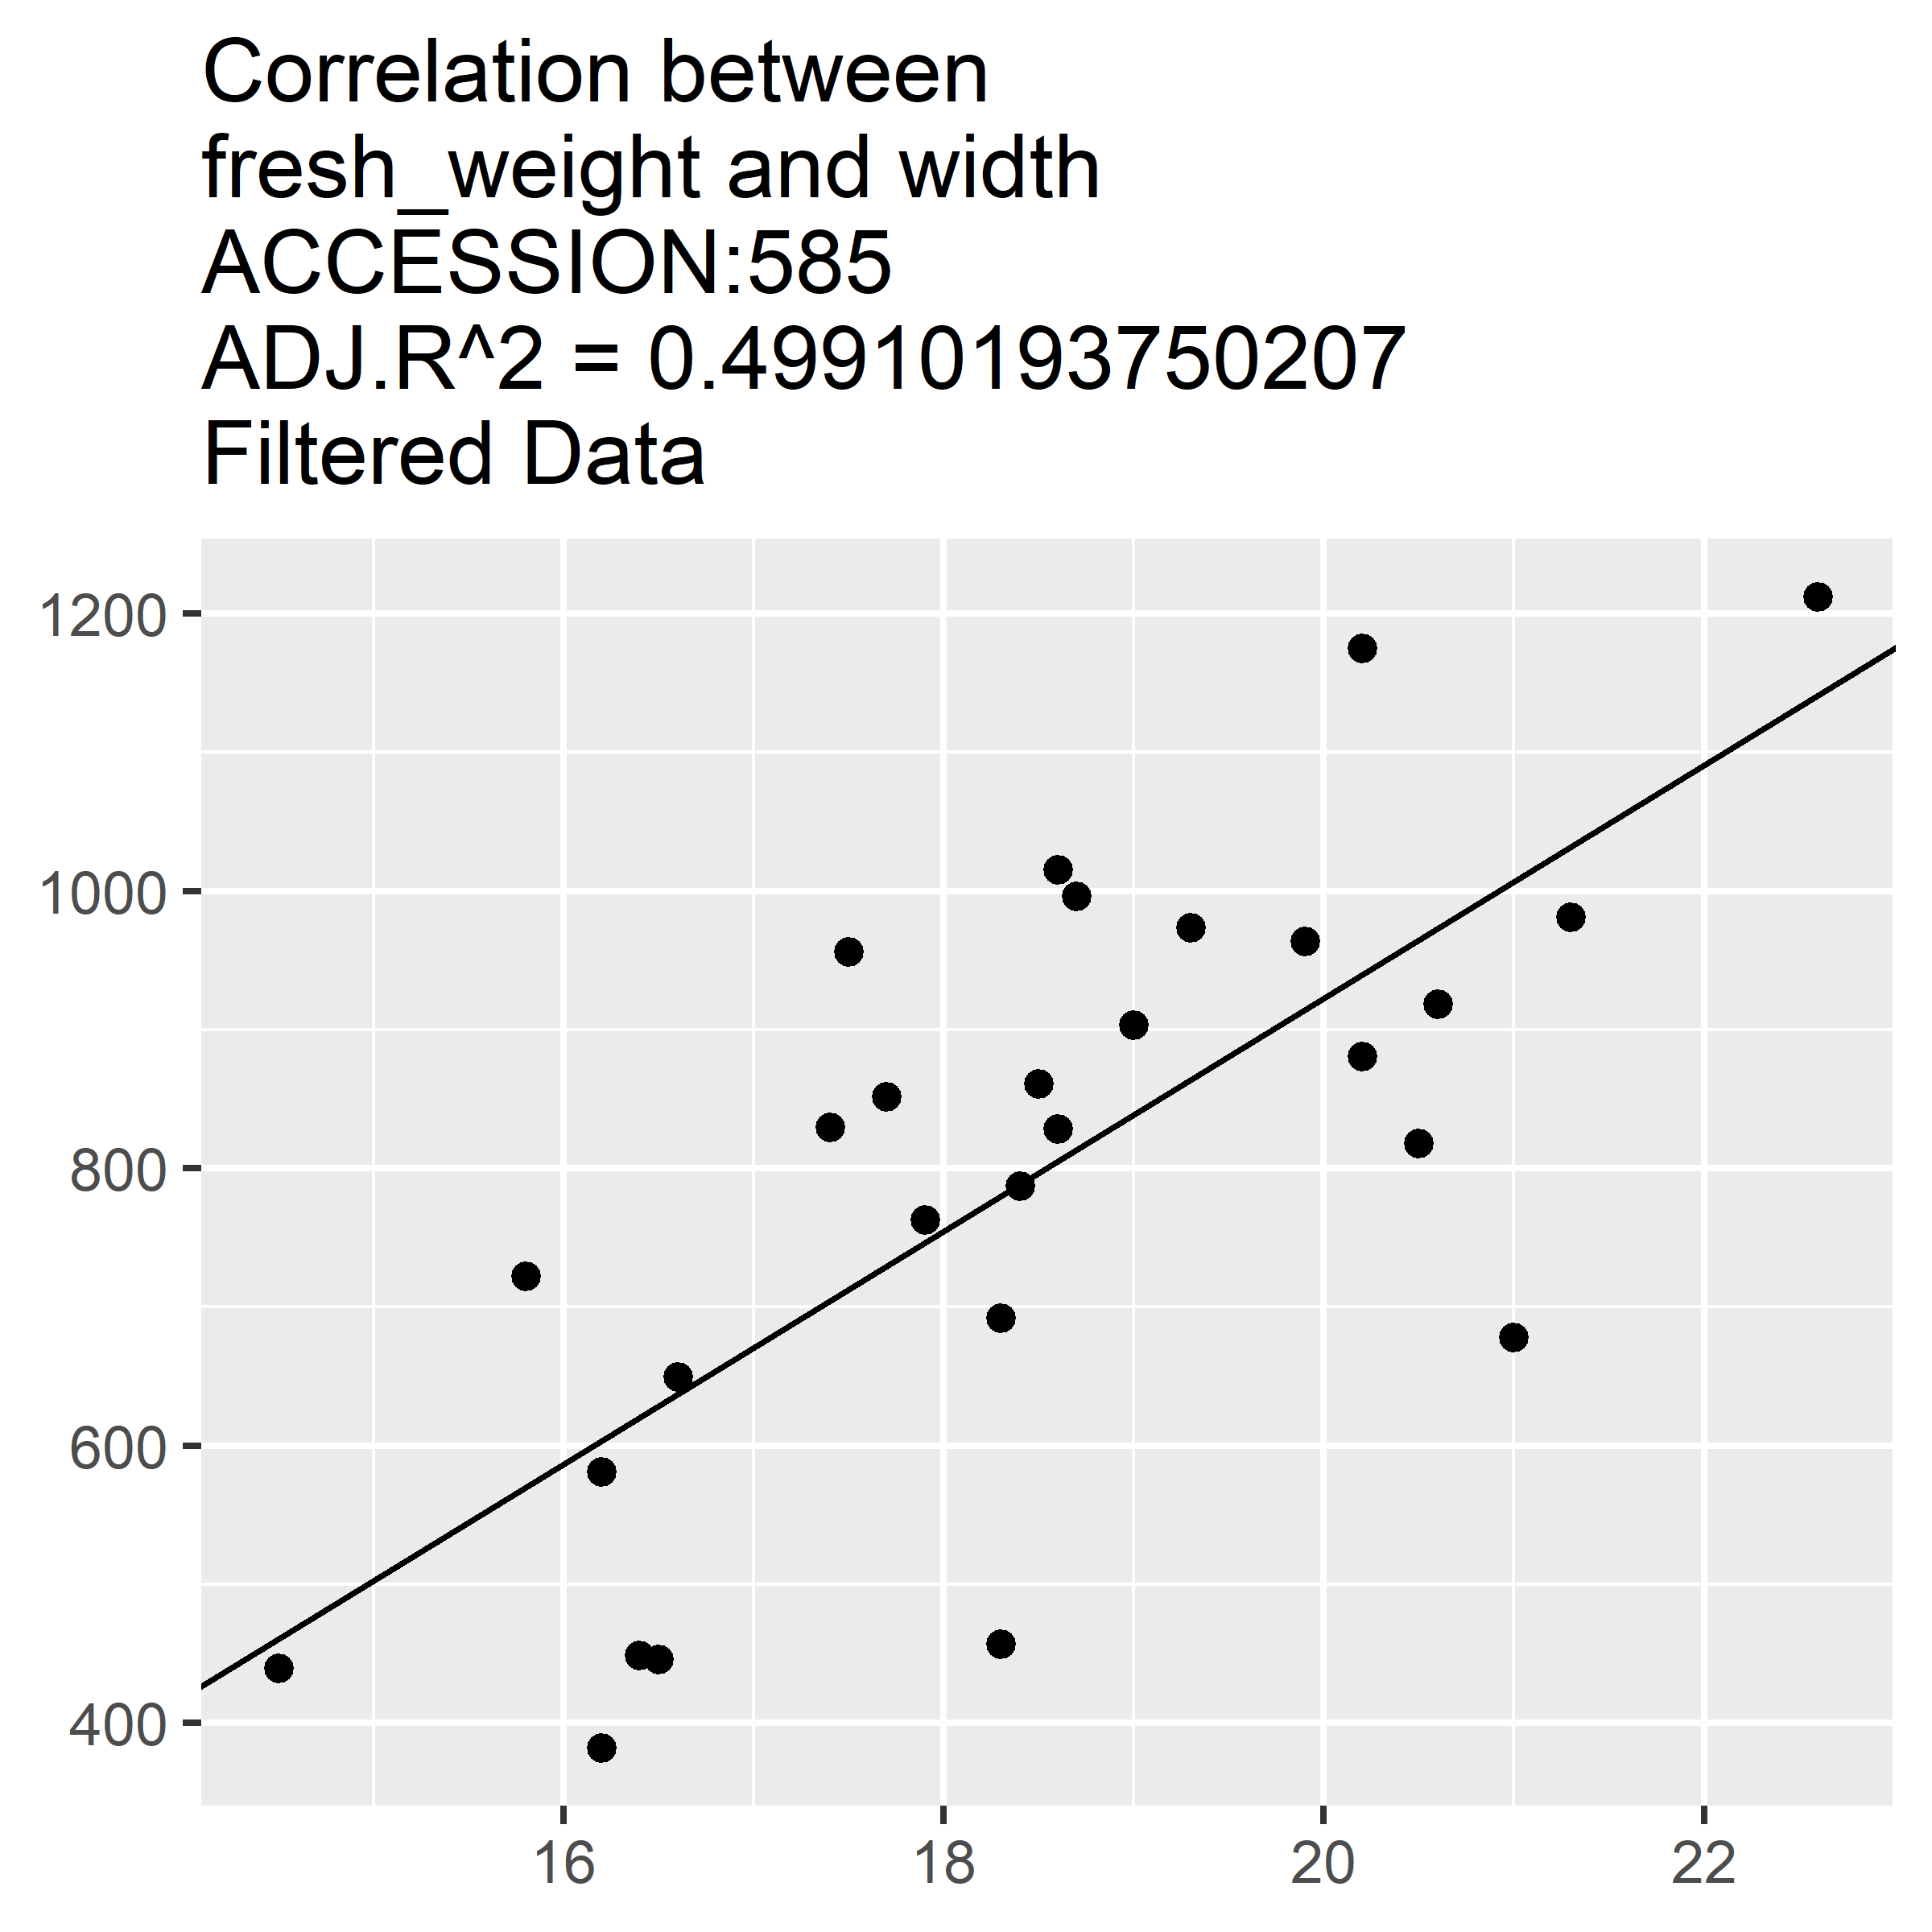 Correlation between
fresh_weight and width
ACCESSION:585
ADJ.R^2 = 0.49910193750207
Filtered Data
1200
1000
800
600
400
16 18 20 22